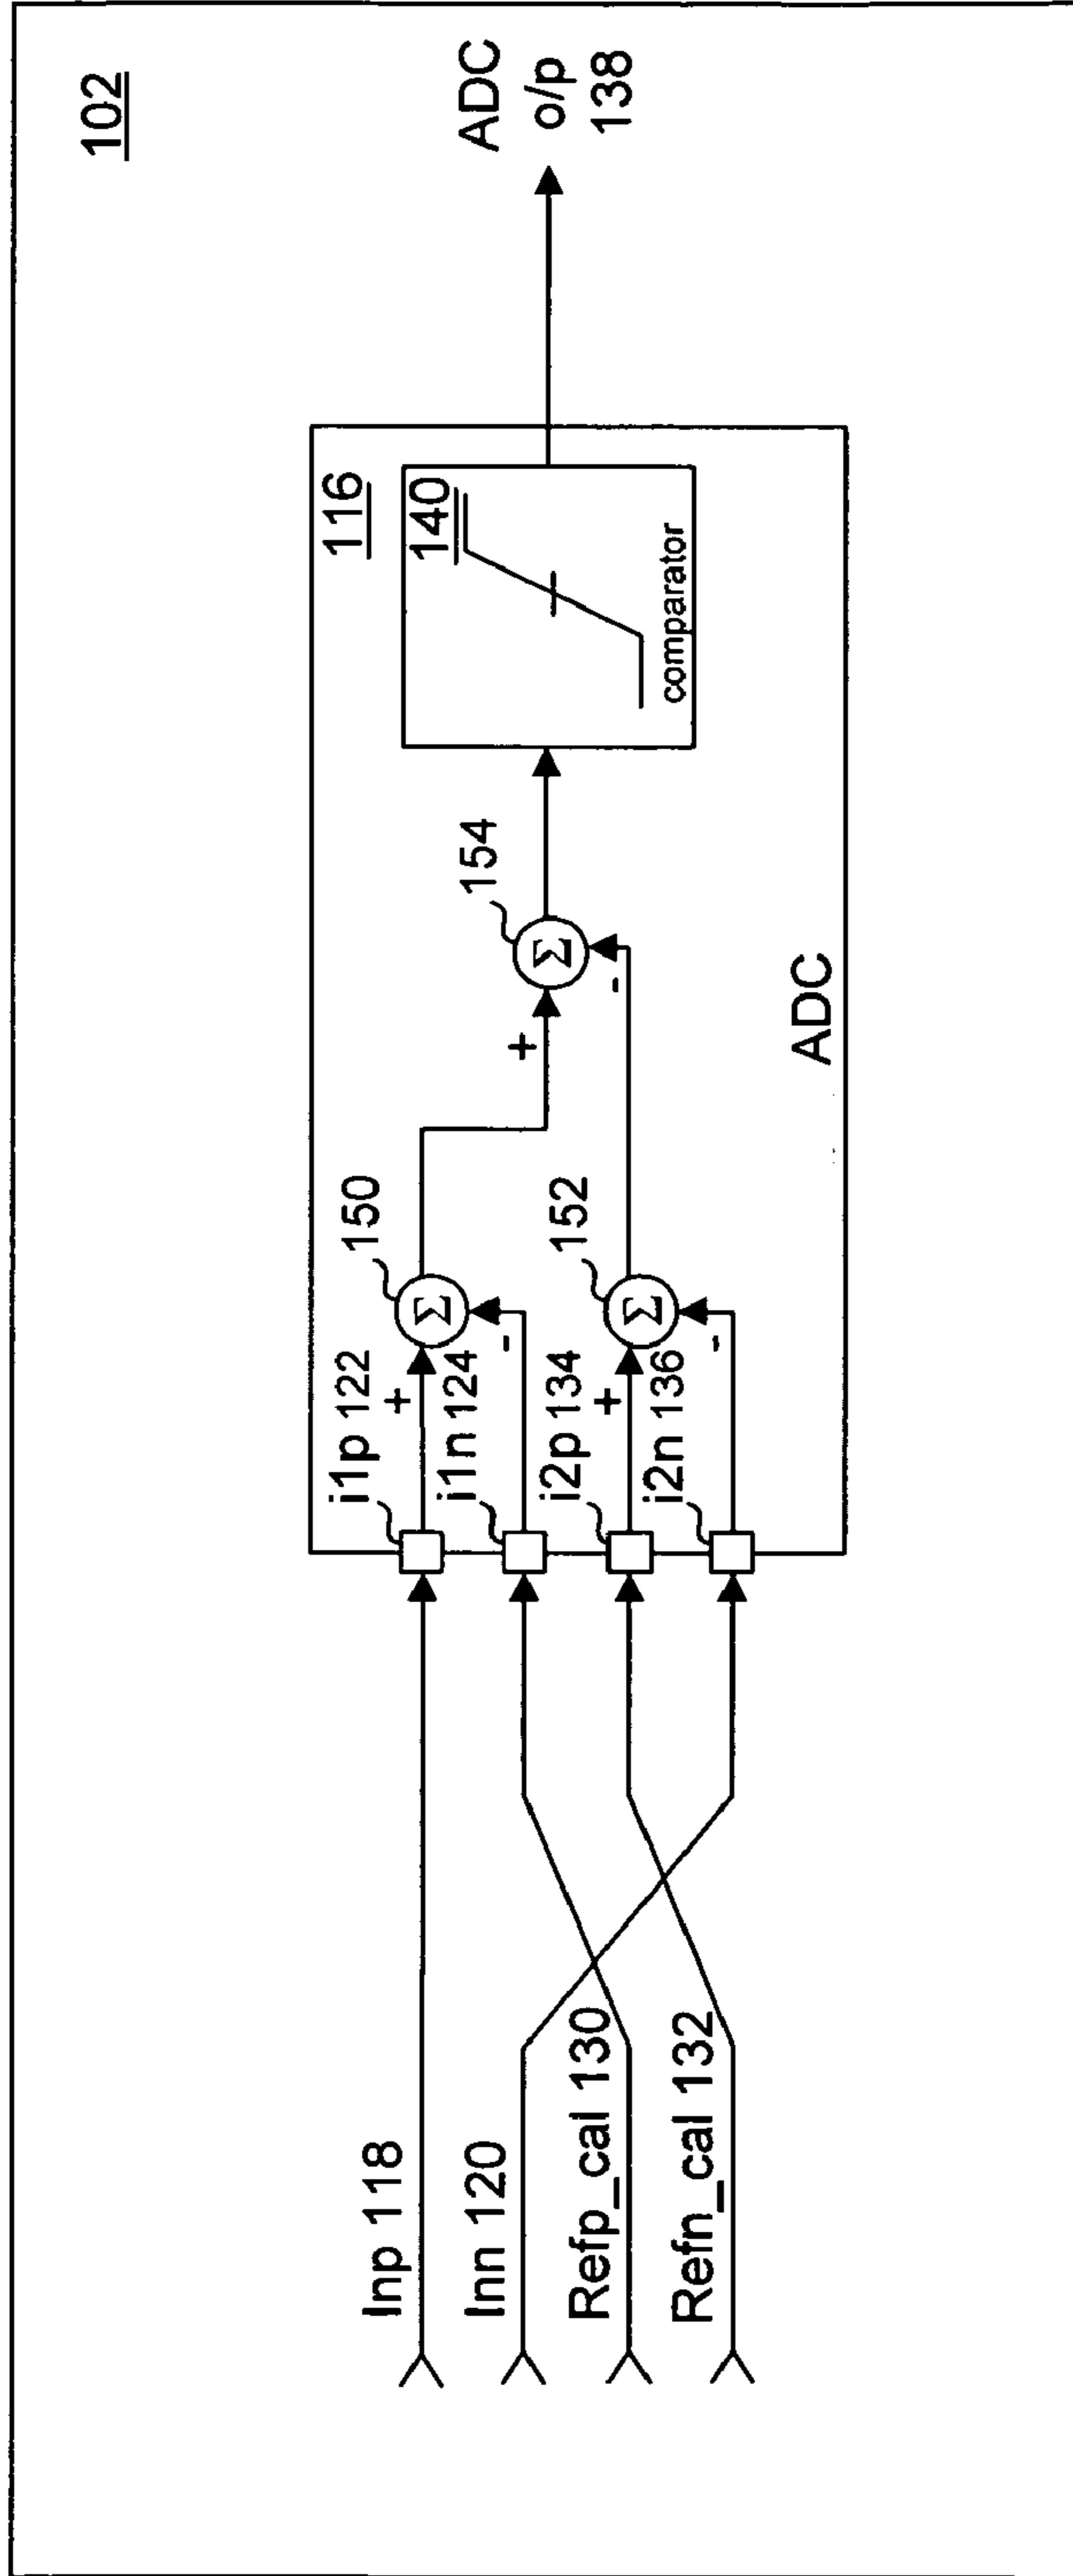 102
ADC
o/p
138
116
140
comparator
154
Σ
+
-
150
Σ
+
-
152
Σ
+
-
i1p 122
i1n 124
i2p 134
i2n 136
ADC
Inp 118
Inn 120
Refp_cal 130
Refn_cal 132